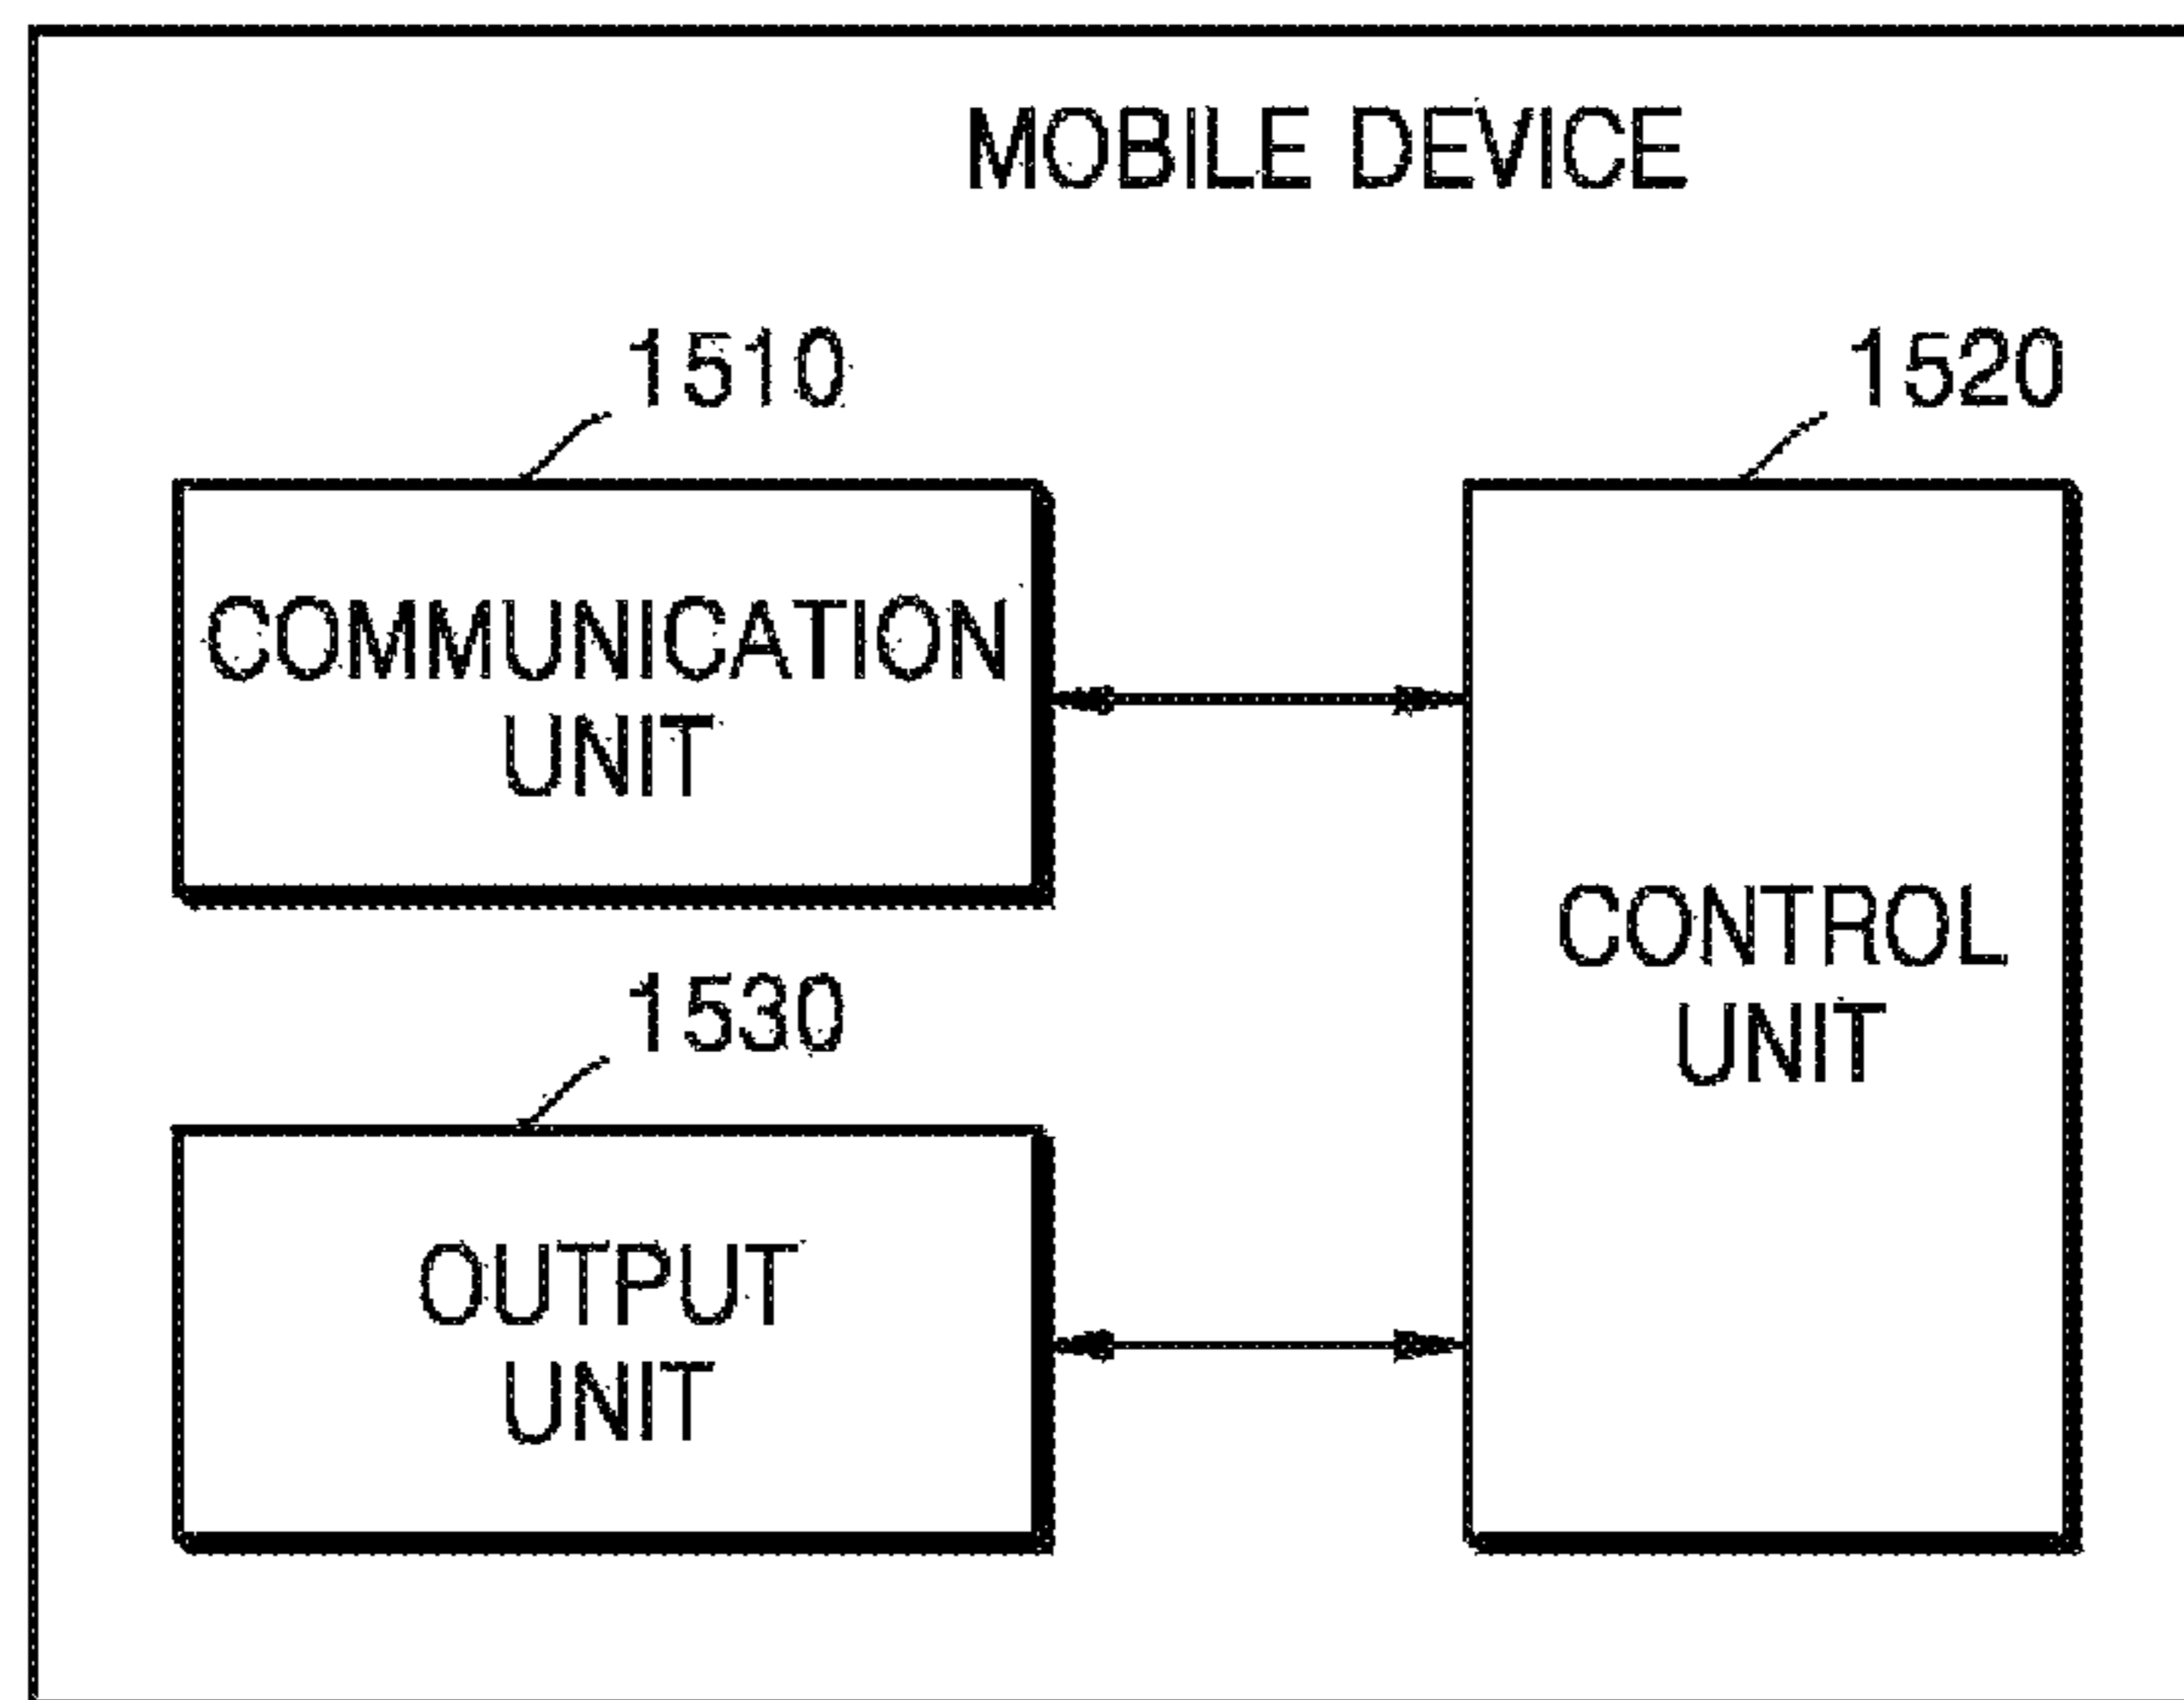 MOBILE DEVICE
1510
1520
COMMUNICATION
UNIT
CONTROL
UNIT
1530
OUTPUT
UNIT